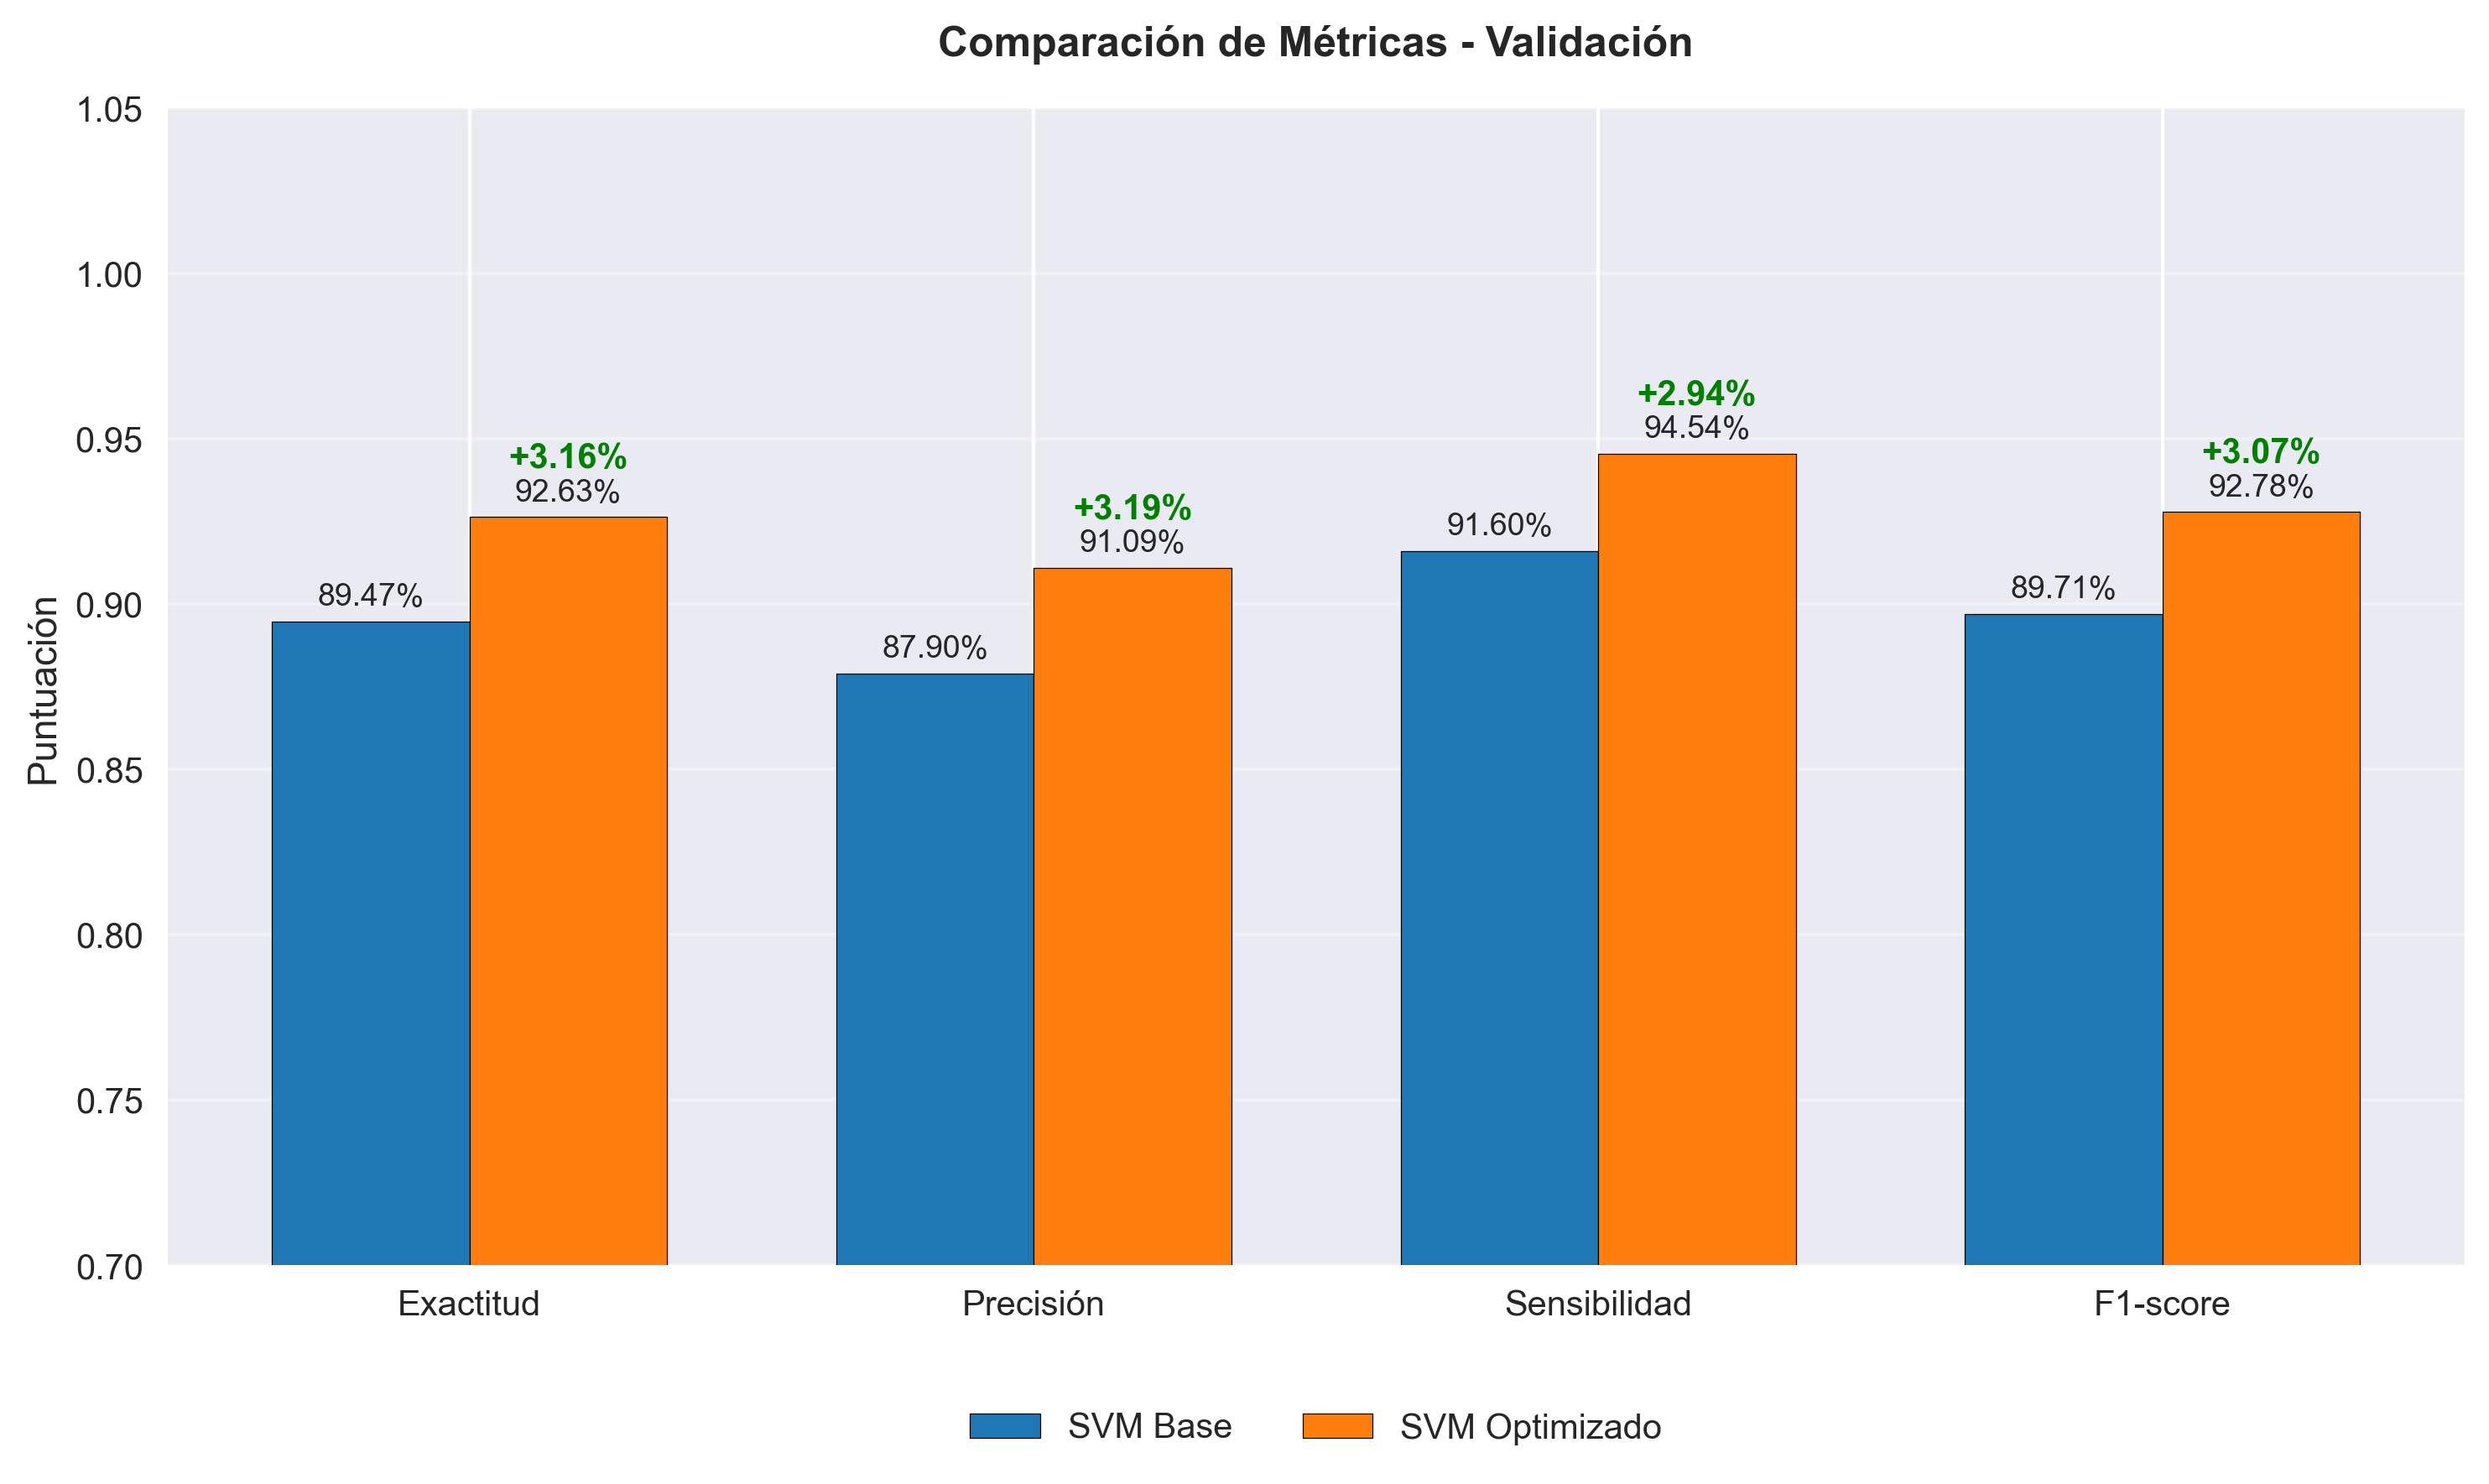 Comparación de Métricas - Validación
1.05
1.00
0.95
0.90
0.85
0.80
0.75
0.70
Puntuación
89.47%
+3.16%
92.63%
87.90%
+3.19%
91.09%
91.60%
+2.94%
94.54%
89.71%
+3.07%
92.78%
Exactitud
Precisión
Sensibilidad
F1-score
SVM Base
SVM Optimizado